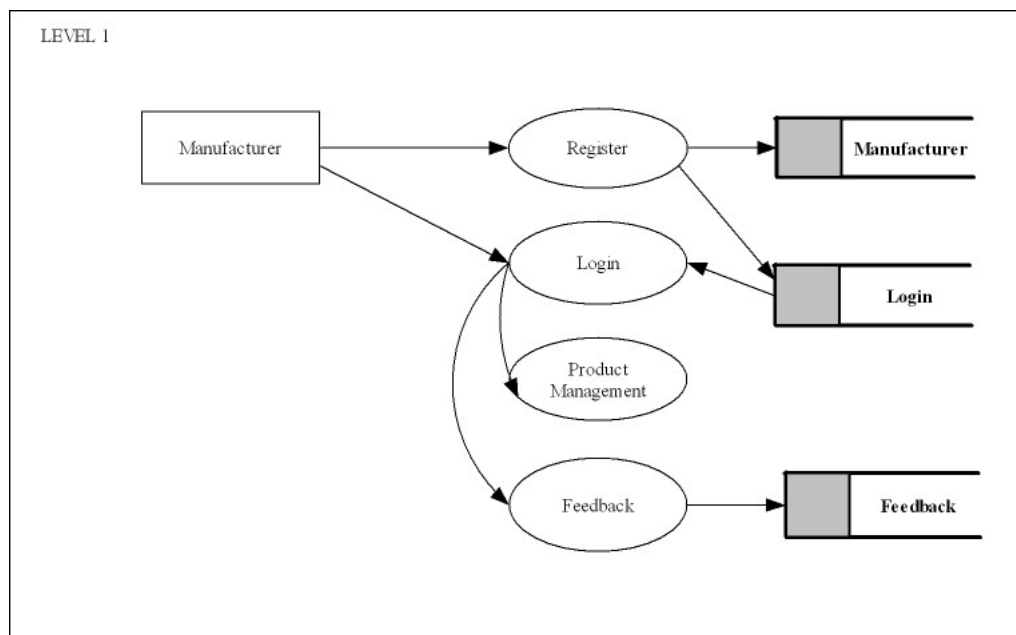 LEVEL 1
Manufacturer
Register
Manufacturer
Login
Login
Product
Management
Feedback
Feedback